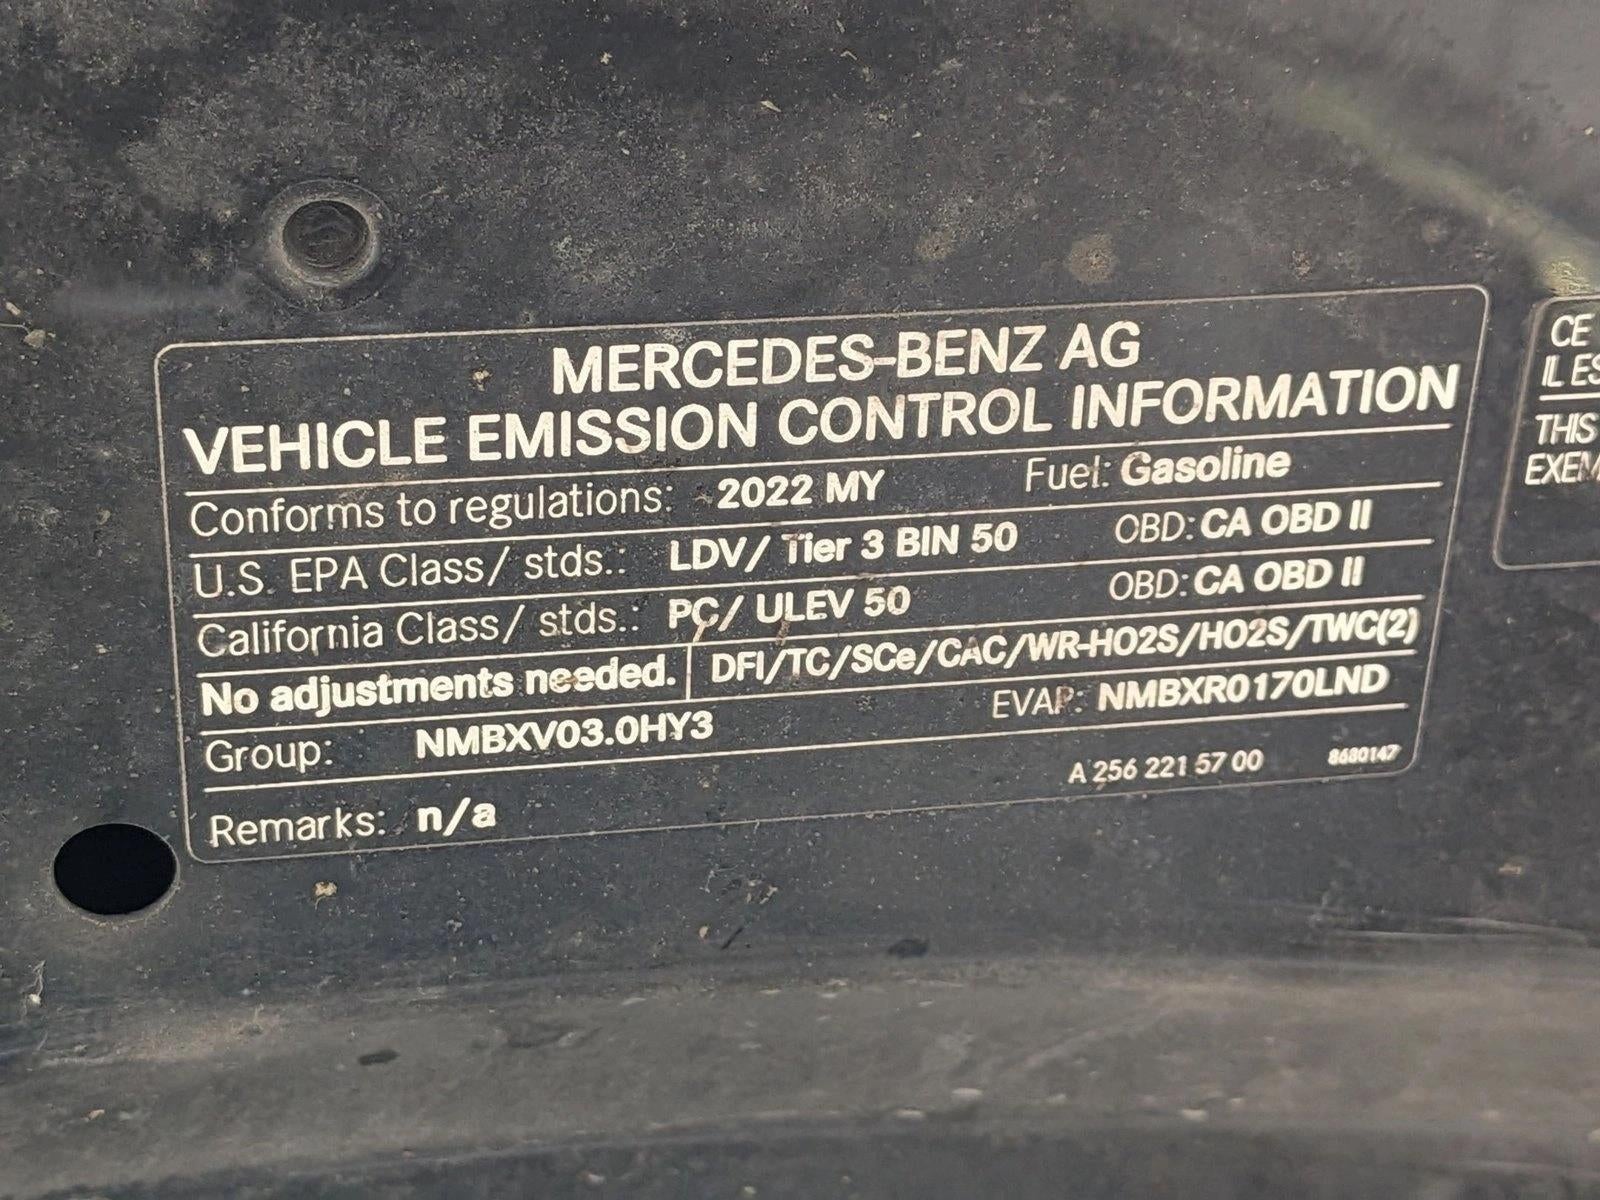 MERCEDES-BENZ AG
VEHICLE EMISSION CONTROL INFORMATION
Conforms to regulations: 2022 MY Fuel: Gasoline
U.S. EPA Class/ stds.: LDV/ Tier 3 BIN 50 OBD: CA OBD II
California Class/ stds.: PC/ ULEV 50 OBD: CA OBD II
No adjustments needed. DFI/TC/SCe/CAC/WR-HO2S/HO2S/TWC(2)
Group: NMBXV03.0HY3 EVAP: NMBXR0170LND
A 256 221 57 00 8680147
Remarks: n/a
CE
IL ES
THIS